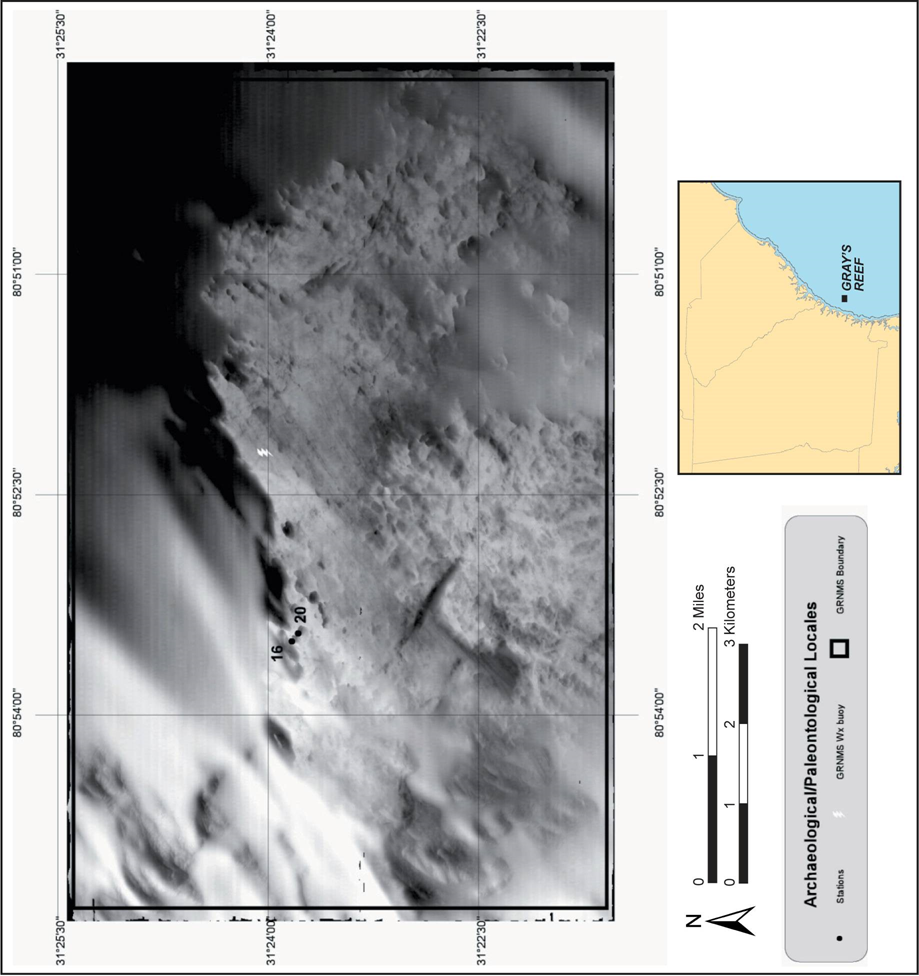 31°25'30"
31°24'00"
31°22'30"
80°51'00"
80°51'00"
80°52'30"
80°52'30"
80°54'00"
80°54'00"
16
20
31°25'30"
31°24'00"
31°22'30"
GRAY'S
REEF
N
0 1 2 Miles
0 1 2 3 Kilometers
Archaeological/Paleontological Locales
Stations
GRNMS Wx buoy
GRNMS Boundary